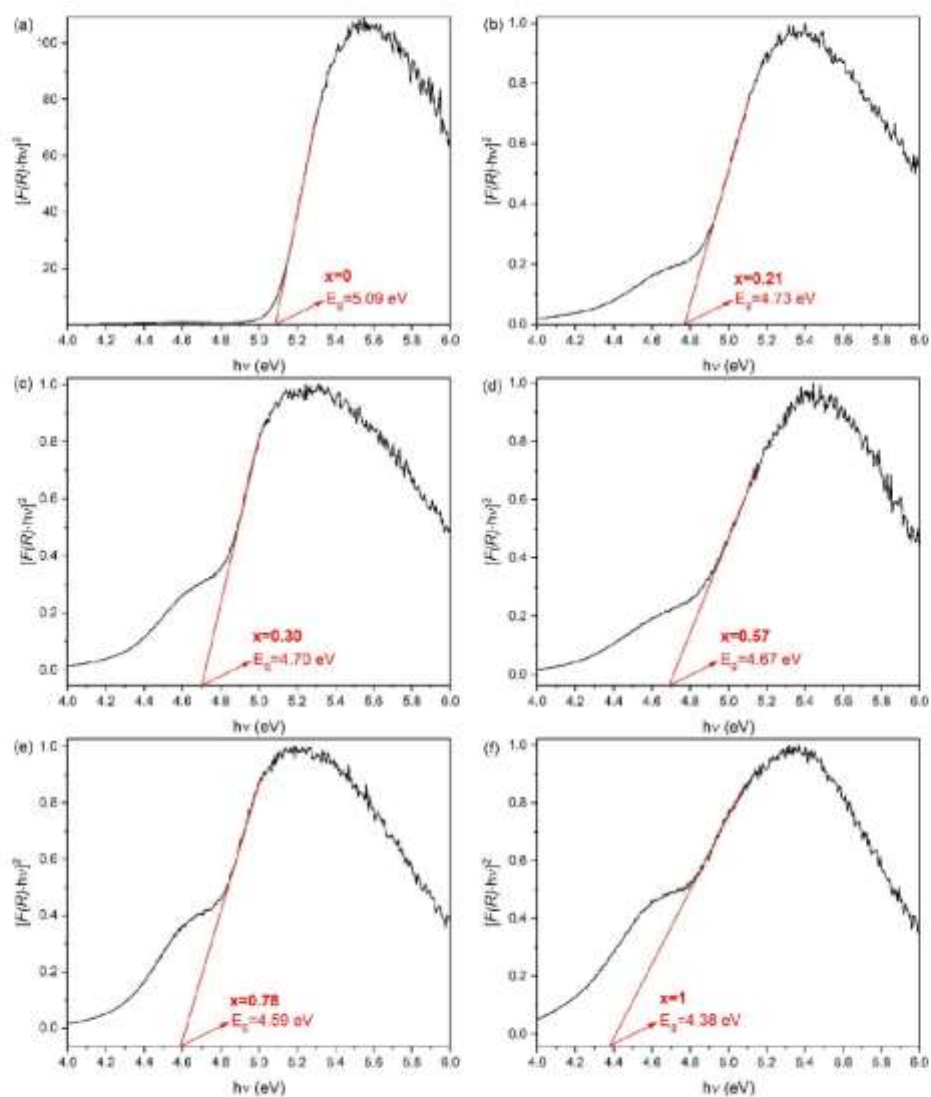 (a)
100
80
60
40
20
[F(R)·hν]²
x=0
E_g=5.09 eV
4.0 4.2 4.4 4.6 4.8 5.0 5.2 5.4 5.6 5.8 6.0
hν (eV)
(b)
1.0
0.8
0.6
0.4
0.2
0.0
[F(R)·hν]²
x=0.21
E_g=4.73 eV
4.0 4.2 4.4 4.6 4.8 5.0 5.2 5.4 5.6 5.8 6.0
hν (eV)
(c)
1.0
0.8
0.6
0.4
0.2
0.0
[F(R)·hν]²
x=0.30
E_g=4.70 eV
4.0 4.2 4.4 4.6 4.8 5.0 5.2 5.4 5.6 5.8 6.0
hν (eV)
(d)
1.0
0.8
0.6
0.4
0.2
0.0
[F(R)·hν]²
x=0.57
E_g=4.67 eV
4.0 4.2 4.4 4.6 4.8 5.0 5.2 5.4 5.6 5.8 6.0
hν (eV)
(e)
1.0
0.8
0.6
0.4
0.2
0.0
[F(R)·hν]²
x=0.78
E_g=4.59 eV
4.0 4.2 4.4 4.6 4.8 5.0 5.2 5.4 5.6 5.8 6.0
hν (eV)
(f)
1.0
0.8
0.6
0.4
0.2
0.0
[F(R)·hν]²
x=1
E_g=4.38 eV
4.0 4.2 4.4 4.6 4.8 5.0 5.2 5.4 5.6 5.8 6.0
hν (eV)